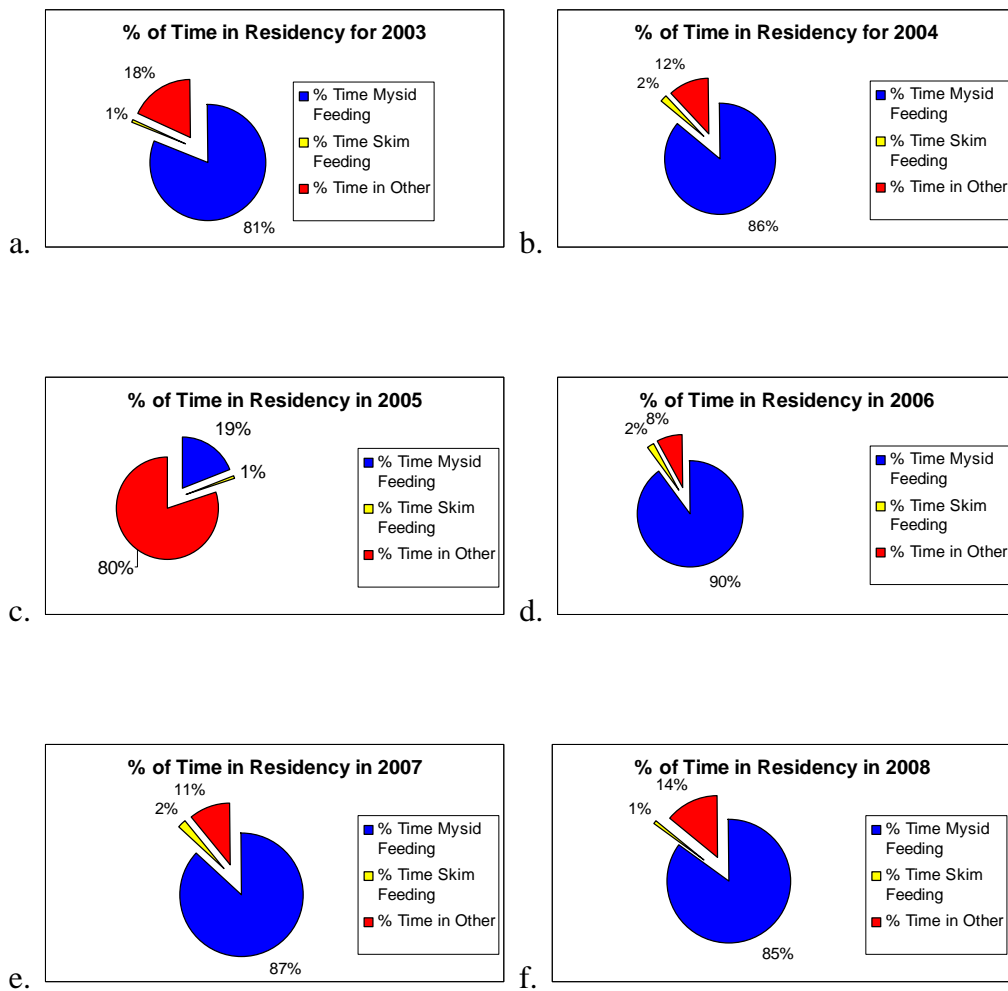 % of Time in Residency for 2003
18%
1%
81%
% Time Mysid
Feeding
% Time Skim
Feeding
% Time in Other
a.
% of Time in Residency for 2004
12%
2%
86%
% Time Mysid
Feeding
% Time Skim
Feeding
% Time in Other
b.
% of Time in Residency in 2005
19%
1%
80%
% Time Mysid
Feeding
% Time Skim
Feeding
% Time in Other
c.
% of Time in Residency in 2006
8%
2%
90%
% Time Mysid
Feeding
% Time Skim
Feeding
% Time in Other
d.
% of Time in Residency in 2007
11%
2%
87%
% Time Mysid
Feeding
% Time Skim
Feeding
% Time in Other
e.
% of Time in Residency in 2008
14%
1%
85%
% Time Mysid
Feeding
% Time Skim
Feeding
% Time in Other
f.